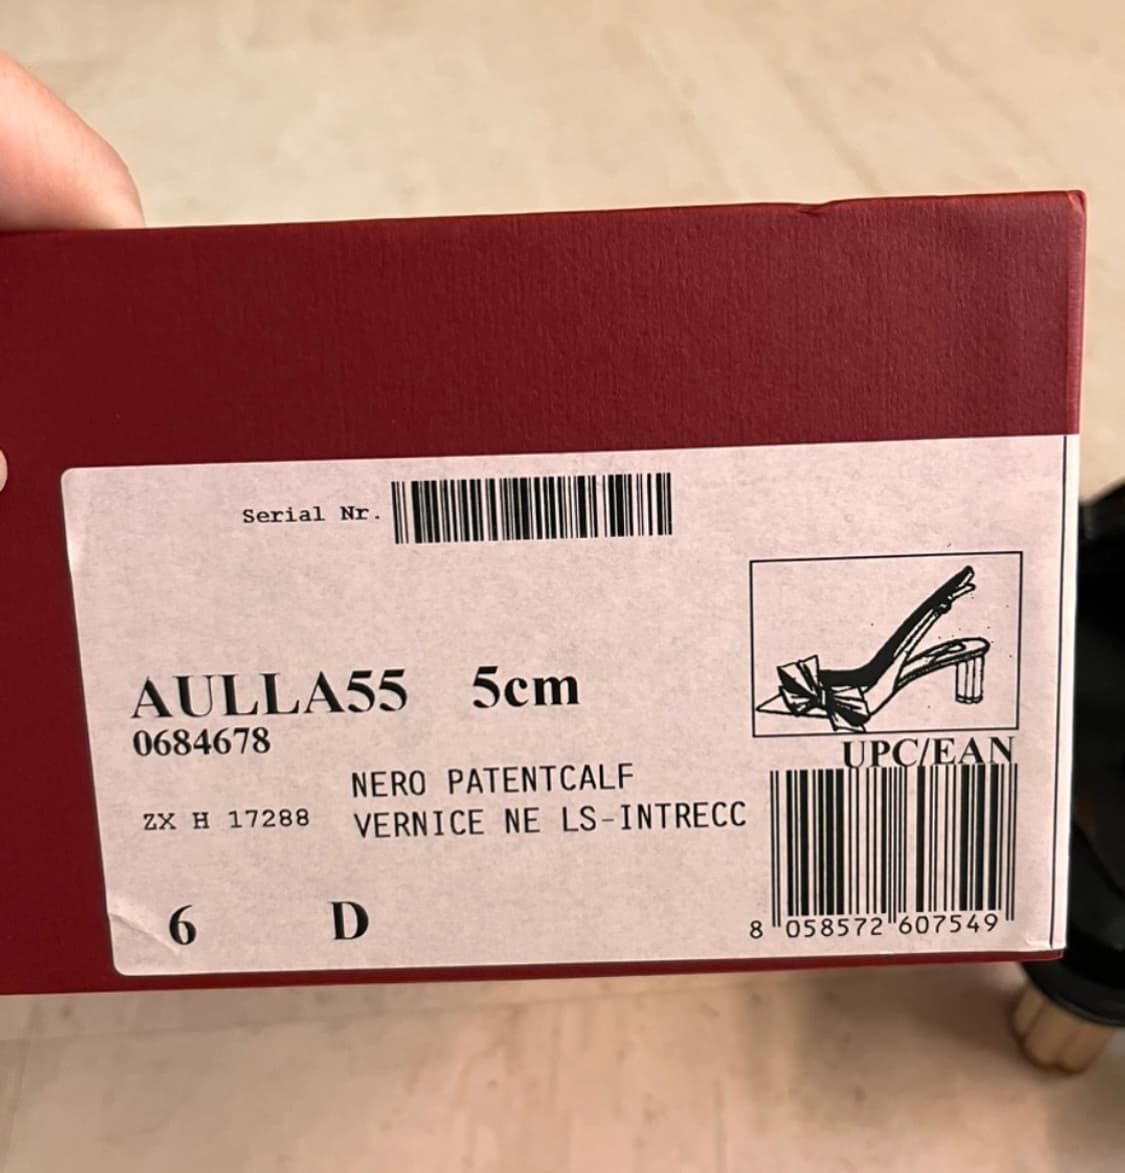 Serial Nr.
AULLA55 5cm
0684678
NERO PATENTCALF
ZX H 17288 VERNICE NE LS-INTRECC
6 D
UPC/EAN
8 058572 607549